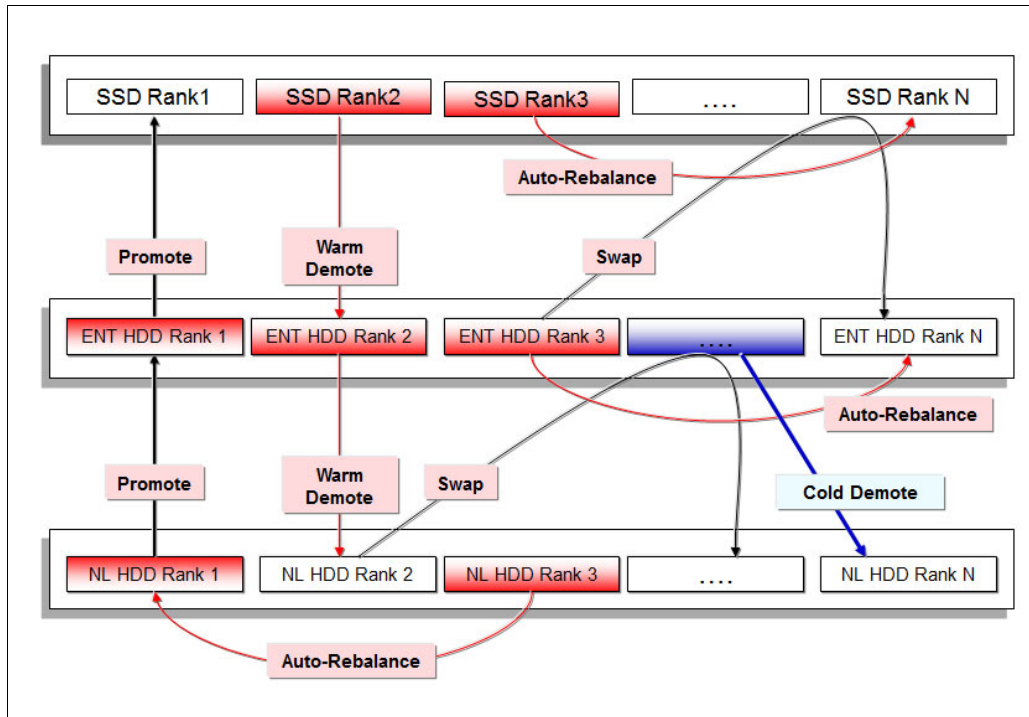 SSD Rank1
SSD Rank2
SSD Rank3
....
SSD Rank N
Auto-Rebalance
Promote
Warm
Demote
Swap
ENT HDD Rank 1
ENT HDD Rank 2
ENT HDD Rank 3
....
ENT HDD Rank N
Auto-Rebalance
Promote
Warm
Demote
Swap
Cold Demote
NL HDD Rank 1
NL HDD Rank 2
NL HDD Rank 3
....
NL HDD Rank N
Auto-Rebalance